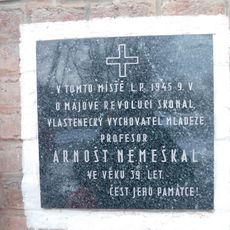 V TOMTO MÍSTĚ L.P. 1945 9. V
O MÁJOVÉ REVOLUCI SKONAL
VLASTENECKÝ VYCHOVATEL MLÁDEŽE,
PROFESOR
ARNOŠT NEMEŠKAL
VE VĚKU 39 LET.
ČEST JEHO PAMÁTCE!